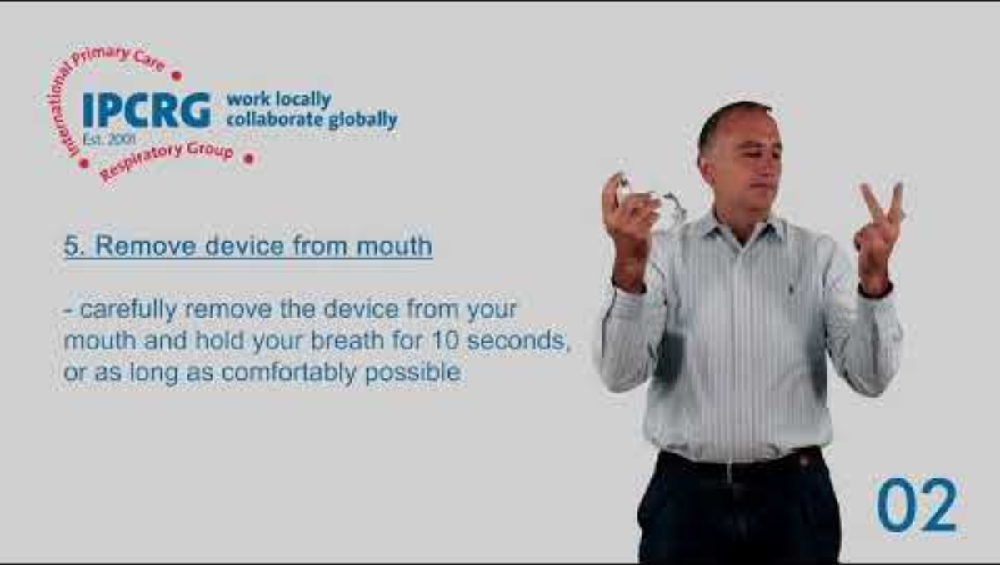 International Primary Care
IPCRG
Est. 2001
Respiratory Group
work locally
collaborate globally
5. Remove device from mouth
- carefully remove the device from your
mouth and hold your breath for 10 seconds,
or as long as comfortably possible
02